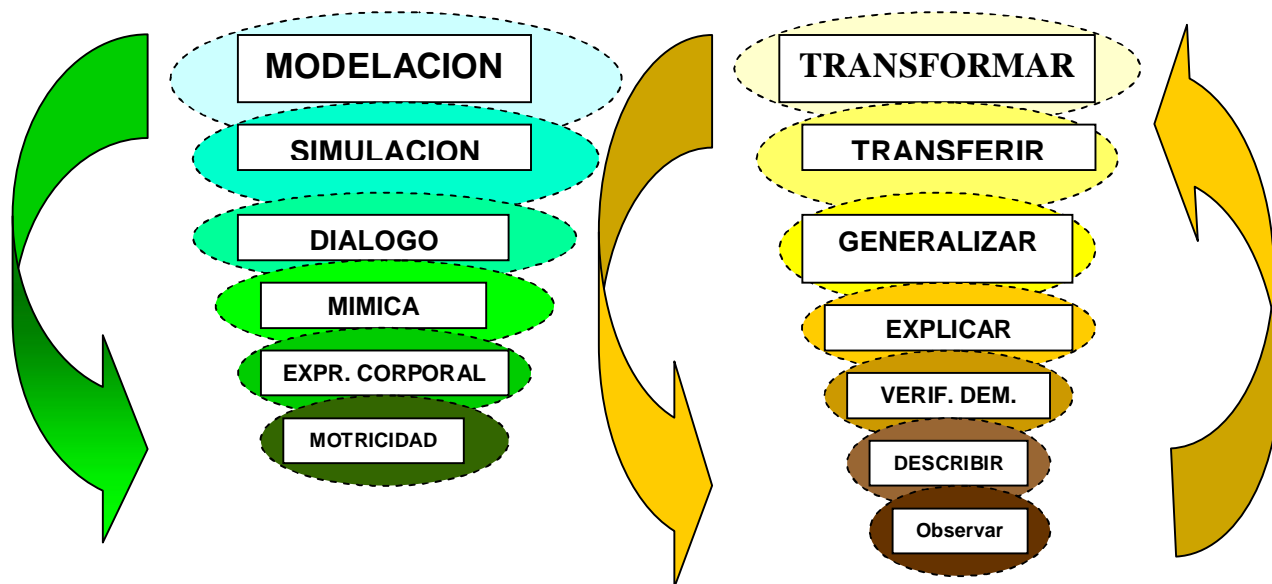 MODELACION
SIMULACION
DIALOGO
MIMICA
EXPR. CORPORAL
MOTRICIDAD
TRANSFORMAR
TRANSFERIR
GENERALIZAR
EXPLICAR
VERIF. DEM.
DESCRIBIR
Observar